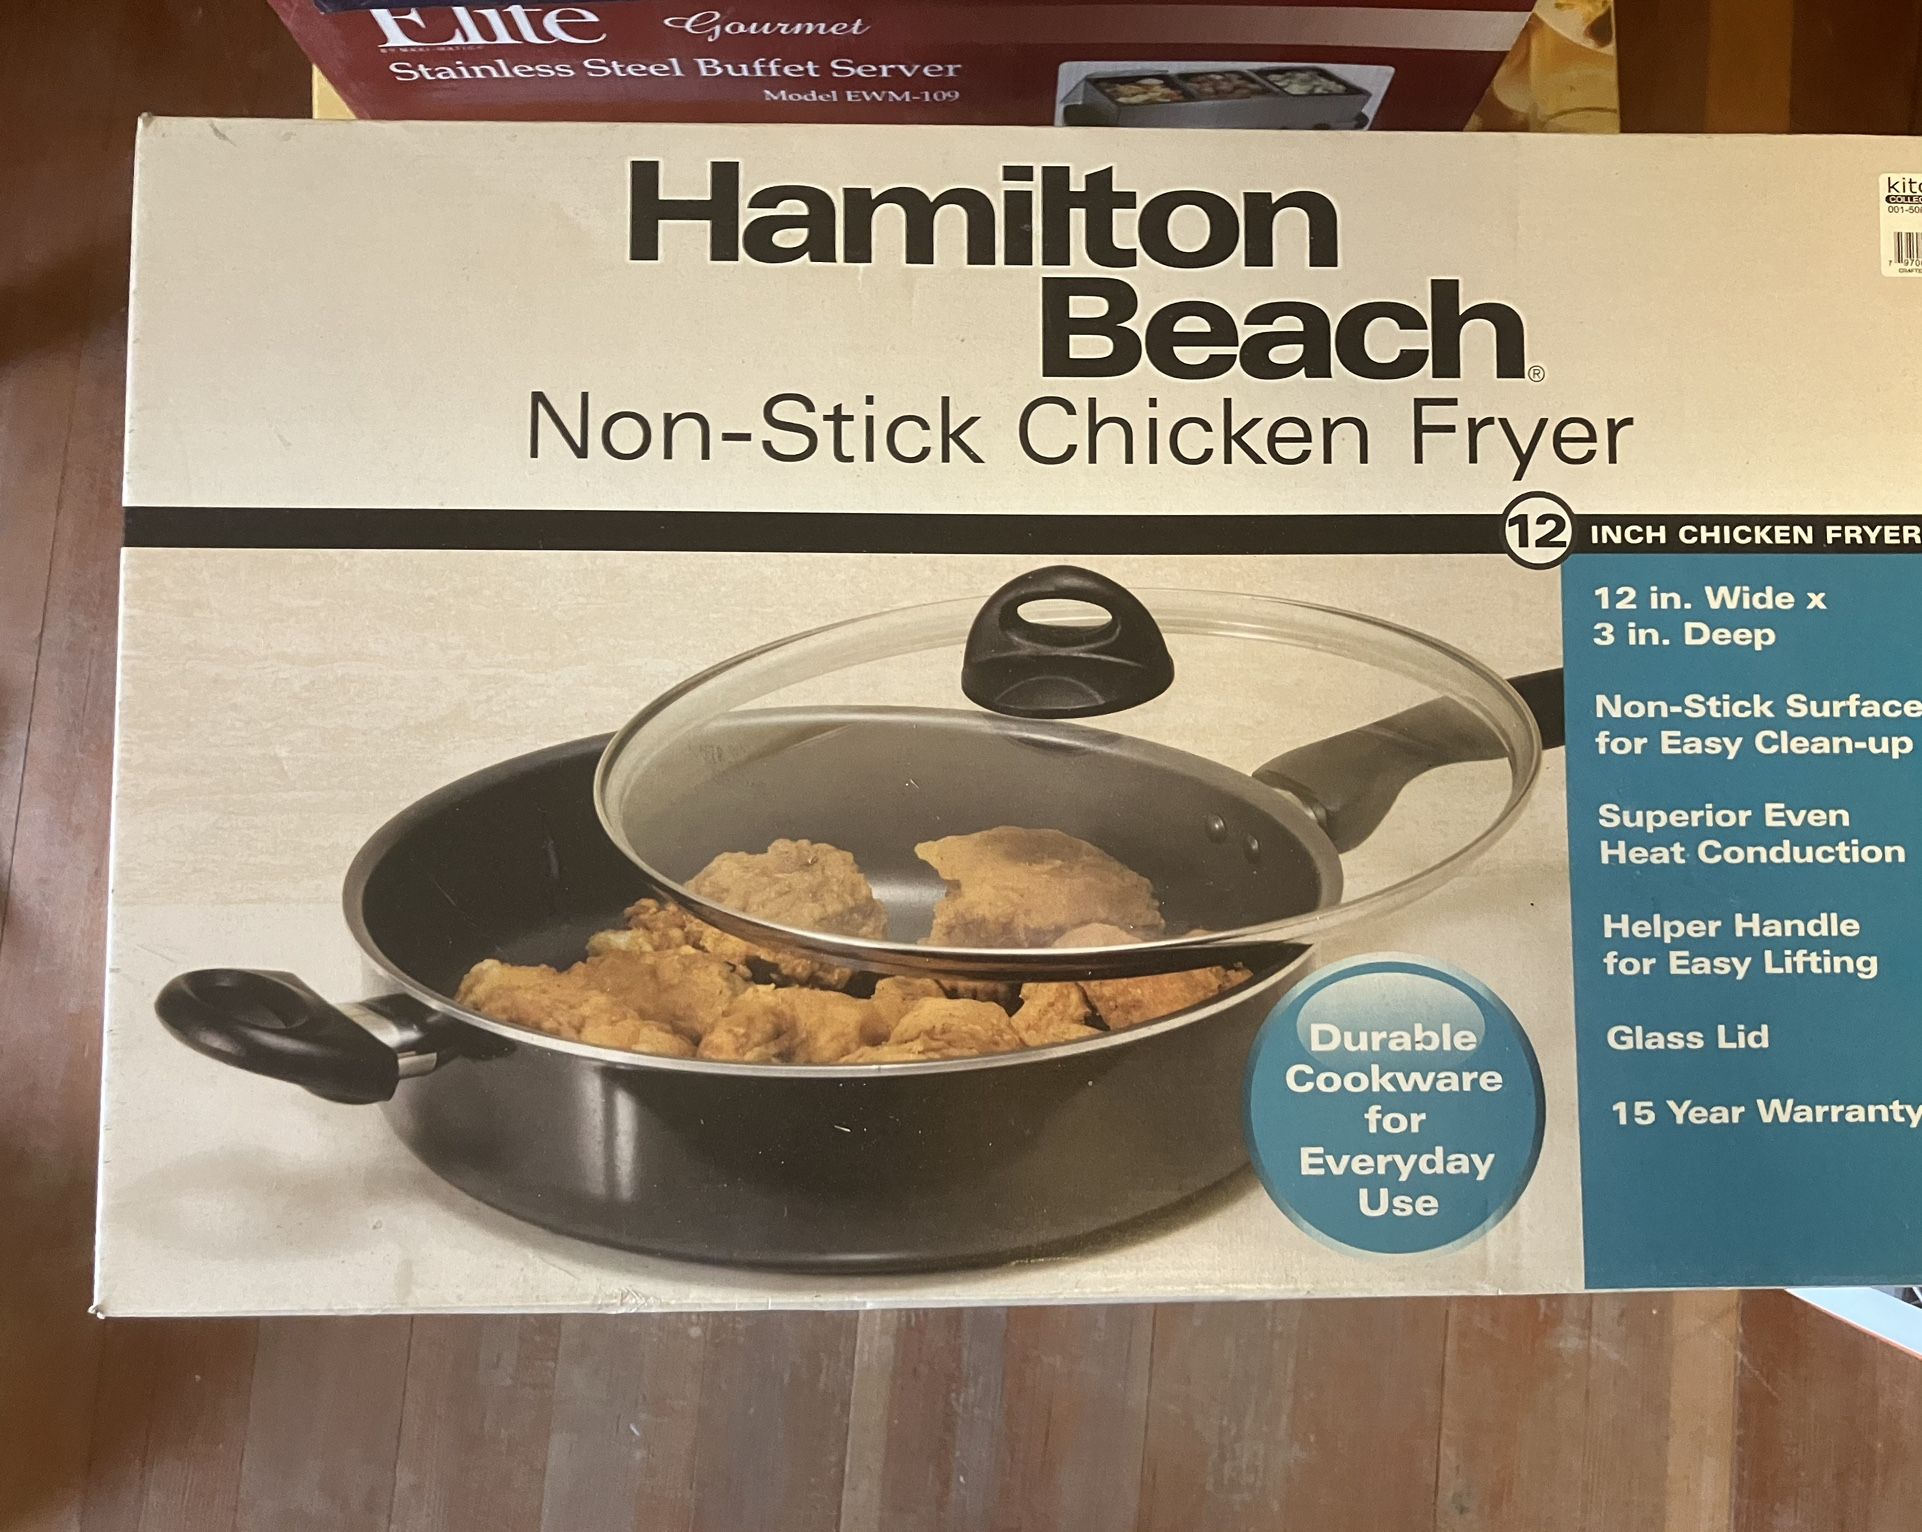 Elite Gourmet
Stainless Steel Buffet Server
Model EWM-109
Hamilton
Beach®
Non-Stick Chicken Fryer
12 INCH CHICKEN FRYER
12 in. Wide x
3 in. Deep
Non-Stick Surface
for Easy Clean-up
Superior Even
Heat Conduction
Helper Handle
for Easy Lifting
Glass Lid
15 Year Warranty
Durable
Cookware
for
Everyday
Use